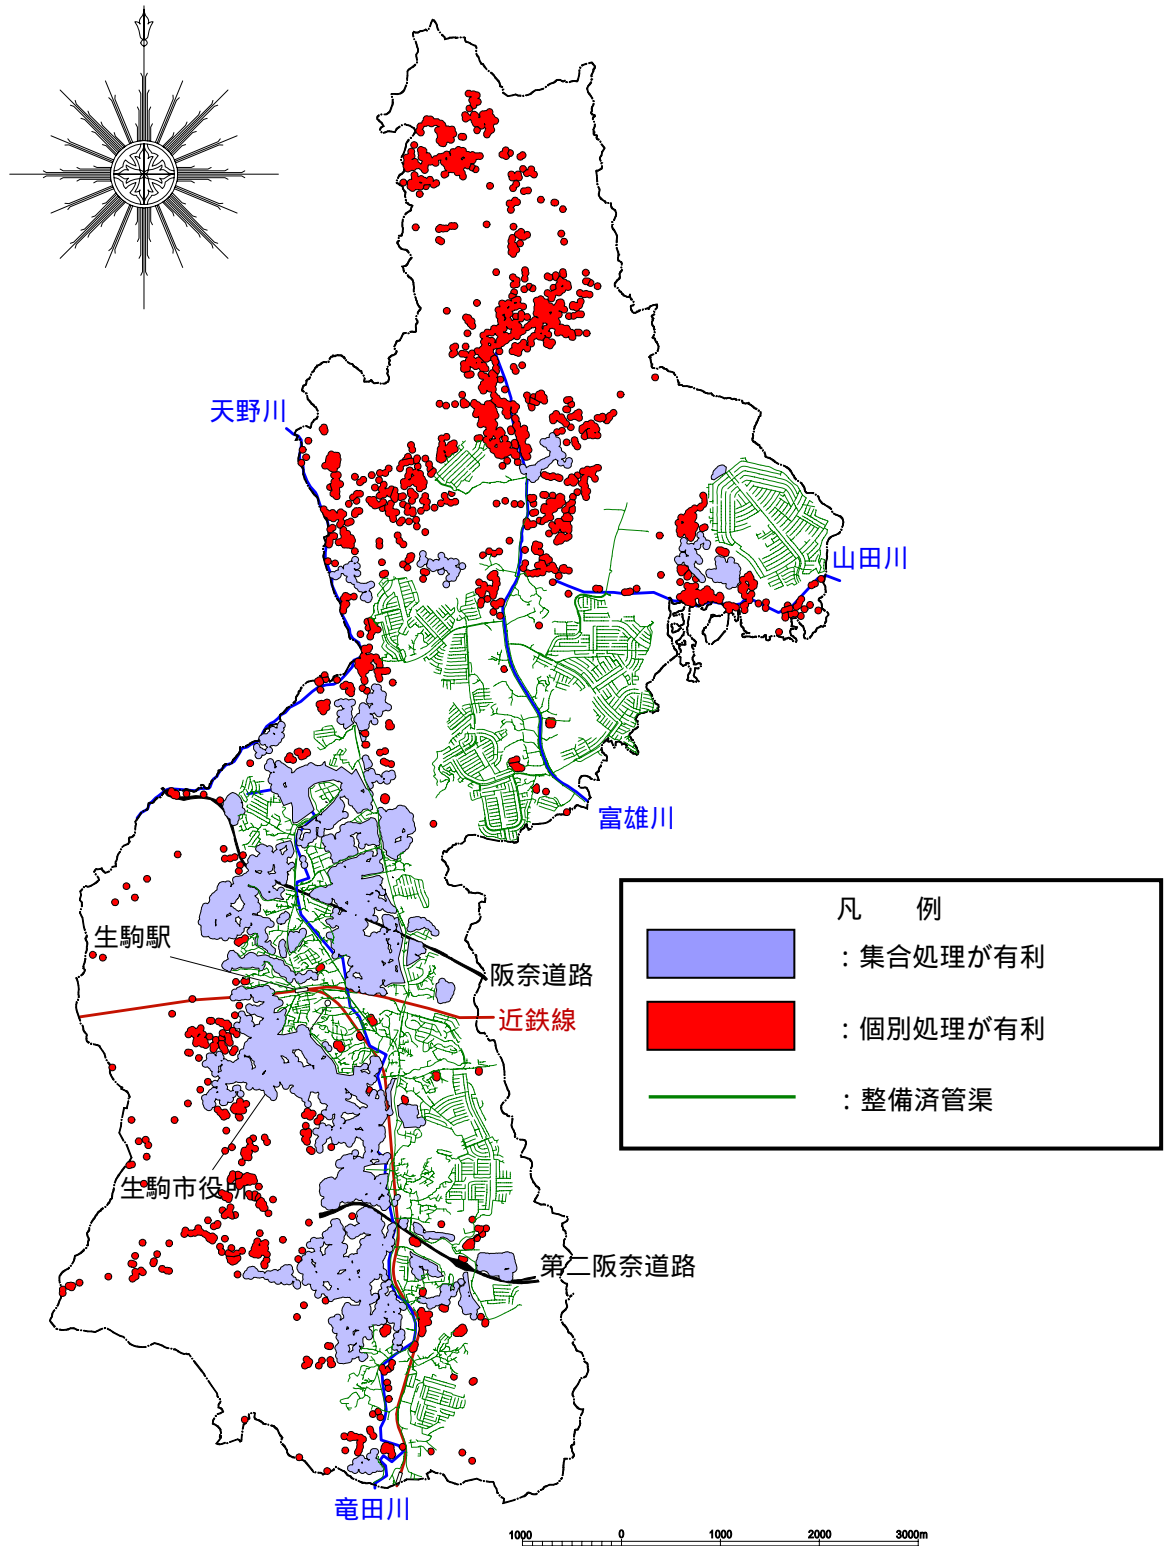 天野川
山田川
富雄川
凡　例
：集合処理が有利
：個別処理が有利
：整備済管渠
生駒駅
阪奈道路
近鉄線
生駒市役所
第二阪奈道路
竜田川
1000 0 1000 2000 3000m